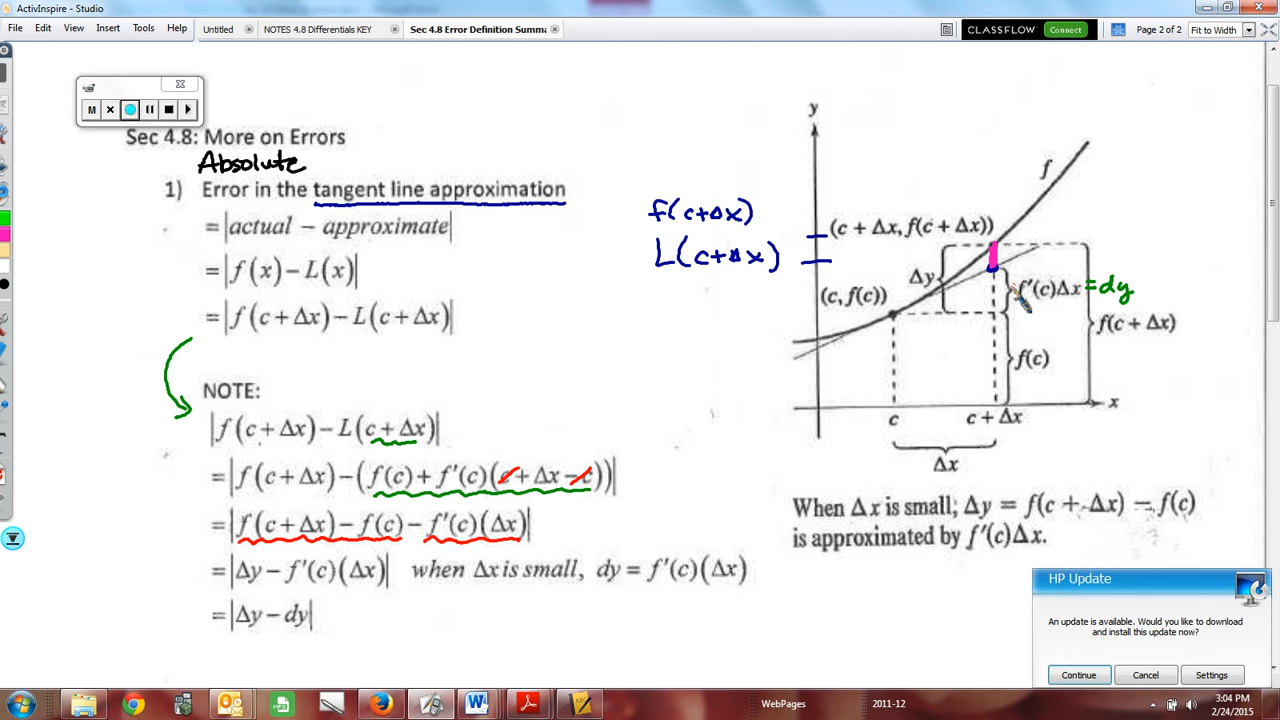 ActivInspire - Studio
File Edit View Insert Tools Help
Untitled
NOTES 4.8 Differentials KEY
Sec 4.8 Error Definition Summa
CLASSFLOW
Connect
Page 2 of 2
Fit to Width
M
Sec 4.8: More on Errors
Absolute
1) Error in the tangent line approximation
= |actual − approximate|
= |f(x) − L(x)|
= |f(c + Δx) − L(c + Δx)|
NOTE:
|f(c + Δx) − L(c + Δx)|
= |f(c + Δx) − (f(c) + f'(c)(c + Δx − c))|
= |f(c + Δx) − f(c) − f'(c)(Δx)|
= |Δy − f'(c)(Δx)| when Δx is small, dy = f'(c)(Δx)
= |Δy − dy|
f(c+Δx)
L(c+Δx)
y
f
(c + Δx, f(c + Δx))
Δy
f'(c)Δx
= dy
(c, f(c))
f(c + Δx)
f(c)
x
c
c + Δx
Δx
When Δx is small; Δy = f(c + Δx) − f(c)
is approximated by f'(c)Δx.
HP Update
An update is available. Would you like to download
and install this update now?
Continue
Cancel
Settings
WebPages
2011-12
3:04 PM
2/24/2015